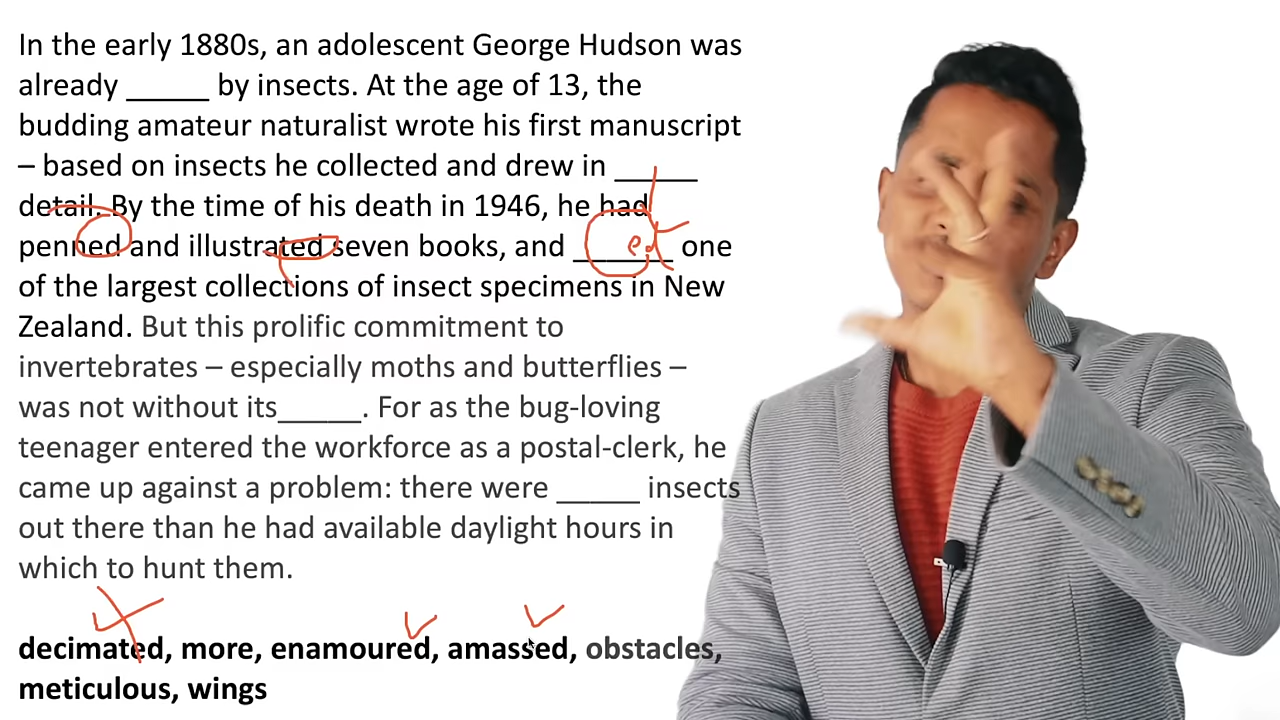 In the early 1880s, an adolescent George Hudson was
already _____ by insects. At the age of 13, the
budding amateur naturalist wrote his first manuscript
– based on insects he collected and drew in _____
detail. By the time of his death in 1946, he had
penned and illustrated seven books, and ______ one
ed
of the largest collections of insect specimens in New
Zealand. But this prolific commitment to
invertebrates – especially moths and butterflies –
was not without its_____. For as the bug-loving
teenager entered the workforce as a postal-clerk, he
came up against a problem: there were _____ insects
out there than he had available daylight hours in
which to hunt them.
decimated, more, enamoured, amassed, obstacles,
meticulous, wings